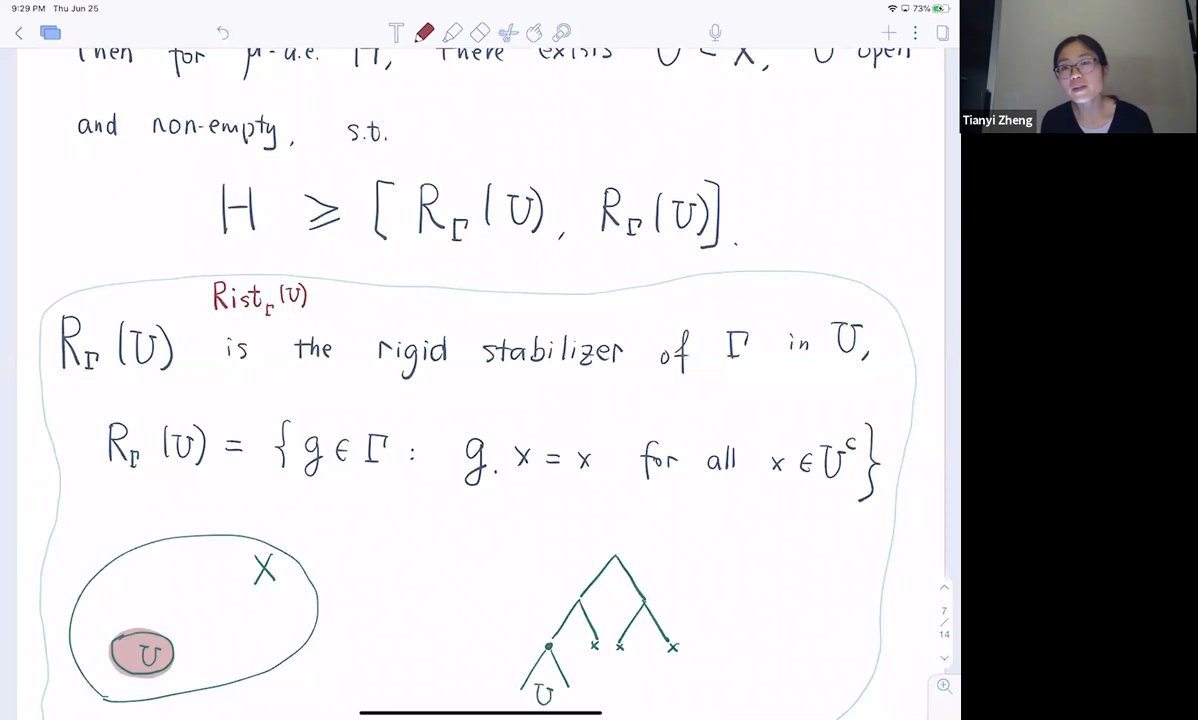 9:29 PM Thu Jun 25
73%
Then for μ-a.e. H, there exists U ⊂ X, U open
and non-empty, s.t.
H ⩾ [R_Γ(U), R_Γ(U)].
Rist_Γ(U)
R_Γ(U) is the rigid stabilizer of Γ in U,
R_Γ(U) = {g ∈ Γ : g. x = x for all x ∈ U^c}
X
U
x x x
U
7
/
14
Tianyi Zheng